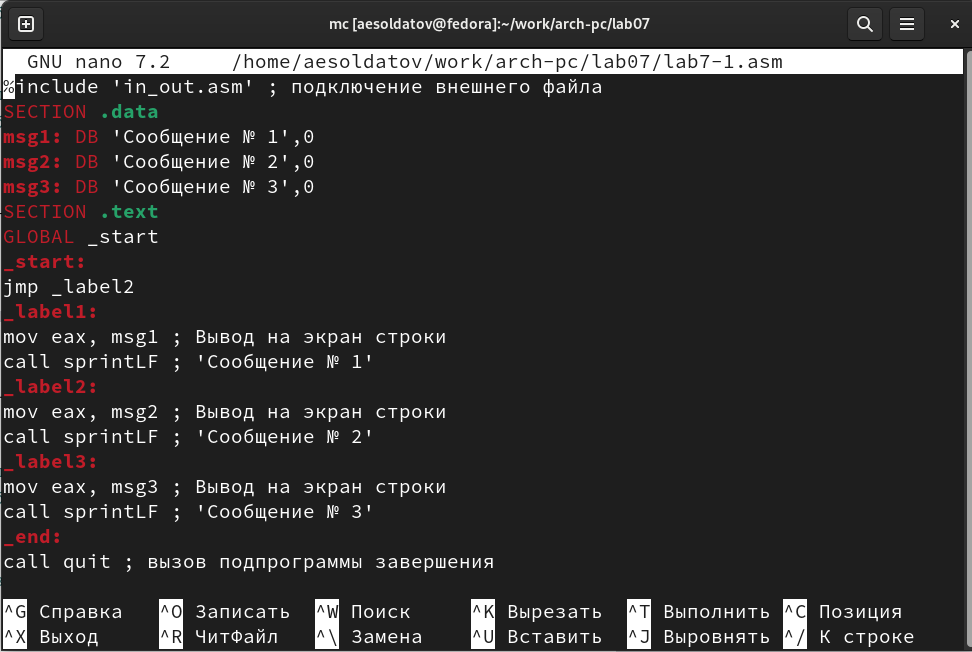 mc [aesoldatov@fedora]:~/work/arch-pc/lab07
GNU nano 7.2 /home/aesoldatov/work/arch-pc/lab07/lab7-1.asm
%include 'in_out.asm' ; подключение внешнего файла
SECTION .data
msg1: DB 'Сообщение № 1',0
msg2: DB 'Сообщение № 2',0
msg3: DB 'Сообщение № 3',0
SECTION .text
GLOBAL _start
_start:
jmp _label2
_label1:
mov eax, msg1 ; Вывод на экран строки
call sprintLF ; 'Сообщение № 1'
_label2:
mov eax, msg2 ; Вывод на экран строки
call sprintLF ; 'Сообщение № 2'
_label3:
mov eax, msg3 ; Вывод на экран строки
call sprintLF ; 'Сообщение № 3'
_end:
call quit ; вызов подпрограммы завершения
^G Справка ^O Записать ^W Поиск ^K Вырезать ^T Выполнить ^C Позиция
^X Выход ^R ЧитФайл ^\ Замена ^U Вставить ^J Выровнять ^/ К строке